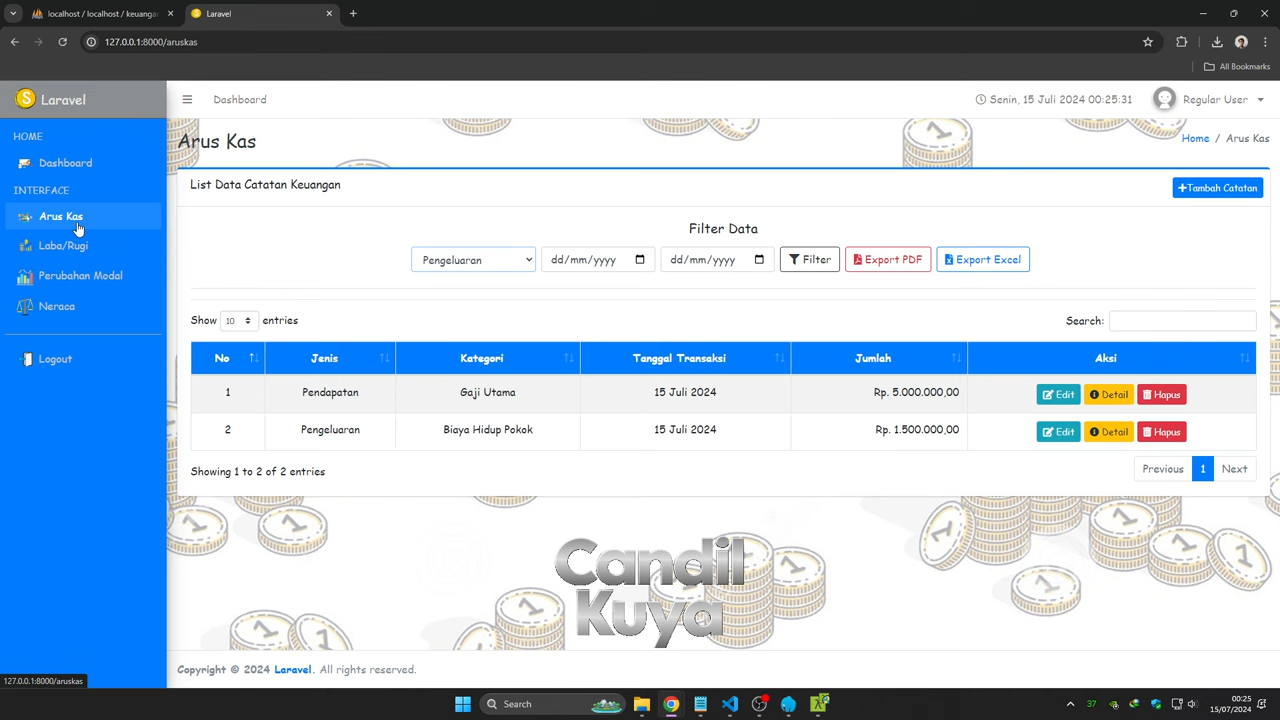 localhost / localhost / keuanga
Laravel
127.0.0.1:8000/aruskas
All Bookmarks
Laravel
Dashboard
Senin, 15 Juli 2024 00:25:31
Regular User
HOME
Dashboard
INTERFACE
Arus Kas
Laba/Rugi
Perubahan Modal
Neraca
Logout
Arus Kas
Home / Arus Kas
List Data Catatan Keuangan
+Tambah Catatan
Filter Data
Pengeluaran
dd/mm/yyyy
dd/mm/yyyy
Filter
Export PDF
Export Excel
Show 10 entries
Search:
No Jenis Kategori Tanggal Transaksi Jumlah Aksi
1 Pendapatan Gaji Utama 15 Juli 2024 Rp. 5.000.000,00 Edit Detail Hapus
2 Pengeluaran Biaya Hidup Pokok 15 Juli 2024 Rp. 1.500.000,00 Edit Detail Hapus
Showing 1 to 2 of 2 entries
Previous 1 Next
Candil
Kuya
Copyright © 2024 Laravel. All rights reserved.
127.0.0.1:8000/aruskas
Search
37
00:25
15/07/2024